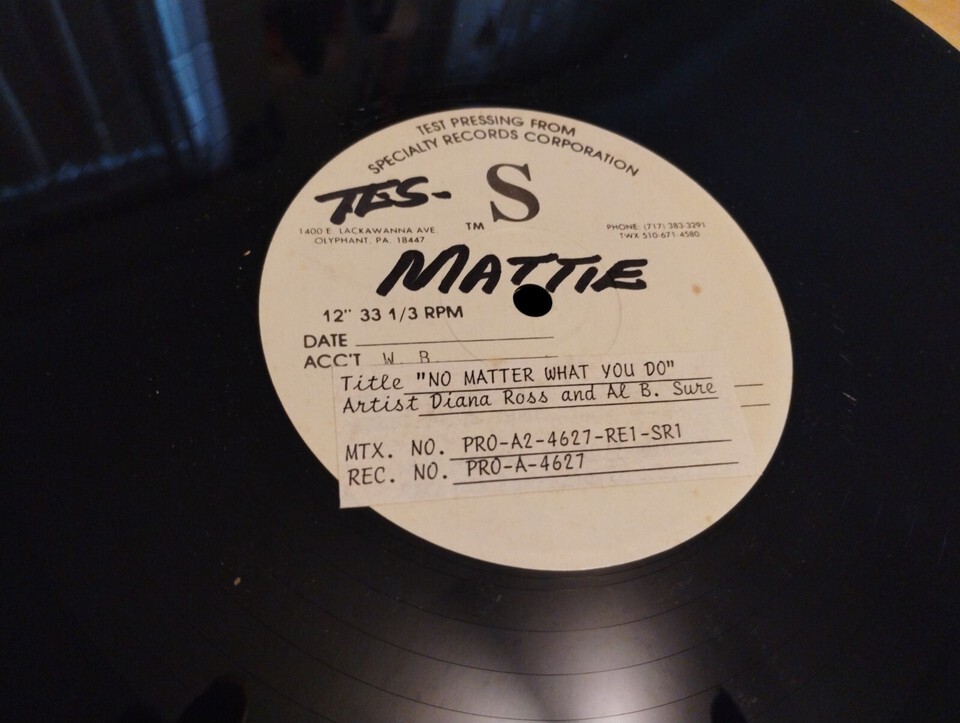 TEST PRESSING FROM
SPECIALTY RECORDS CORPORATION
TES-
S
TM
1400 E. LACKAWANNA AVE.
OLYPHANT, PA. 18447
PHONE: (717) 383-3291
TWX 510-671-4580
MATTIE
12" 33 1/3 RPM
DATE
ACC'T W. B.
Title "NO MATTER WHAT YOU DO"
Artist Diana Ross and Al B. Sure
MTX. NO. PRO-A2-4627-RE1-SR1
REC. NO. PRO-A-4627